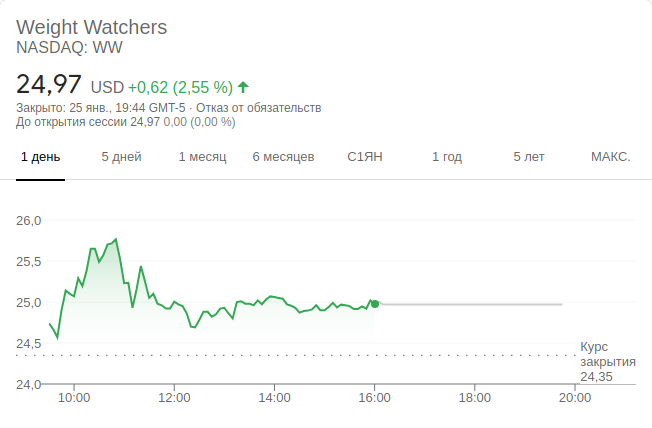 Weight Watchers
NASDAQ: WW
24,97 USD +0,62 (2,55 %)
Закрыто: 25 янв., 19:44 GMT-5 · Отказ от обязательств
До открытия сессии 24,97 0,00 (0,00 %)
1 день 5 дней 1 месяц 6 месяцев С1ЯН 1 год 5 лет МАКС.
26,0
25,5
25,0
24,5
24,0
Курс
закрытия
24,35
10:00 12:00 14:00 16:00 18:00 20:00